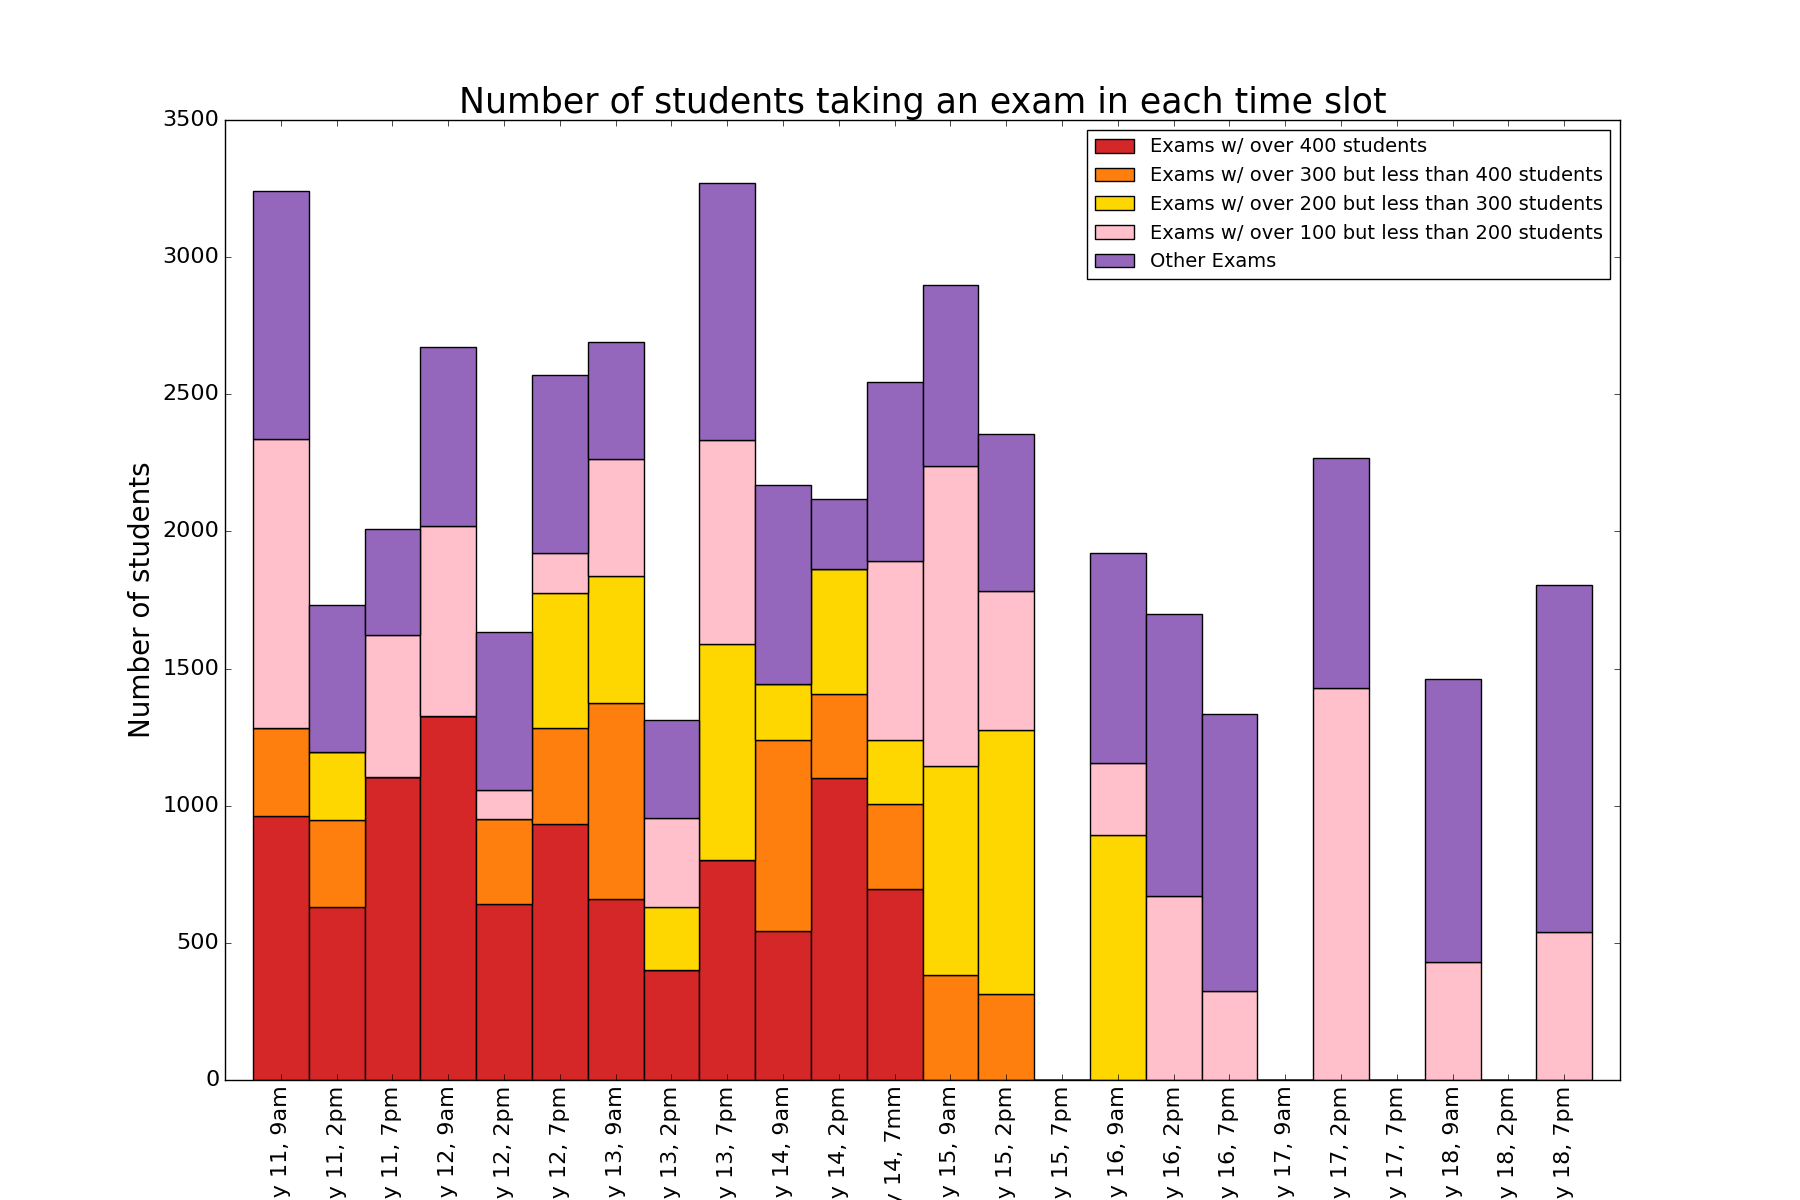 Number of students taking an exam in each time slot
Number of students
3500
3000
2500
2000
1500
1000
500
0
Exams w/ over 400 students
Exams w/ over 300 but less than 400 students
Exams w/ over 200 but less than 300 students
Exams w/ over 100 but less than 200 students
Other Exams
y 11, 9am
y 11, 2pm
y 11, 7pm
y 12, 9am
y 12, 2pm
y 12, 7pm
y 13, 9am
y 13, 2pm
y 13, 7pm
y 14, 9am
y 14, 2pm
y 14, 7mm
y 15, 9am
y 15, 2pm
y 15, 7pm
y 16, 9am
y 16, 2pm
y 16, 7pm
y 17, 9am
y 17, 2pm
y 17, 7pm
y 18, 9am
y 18, 2pm
y 18, 7pm